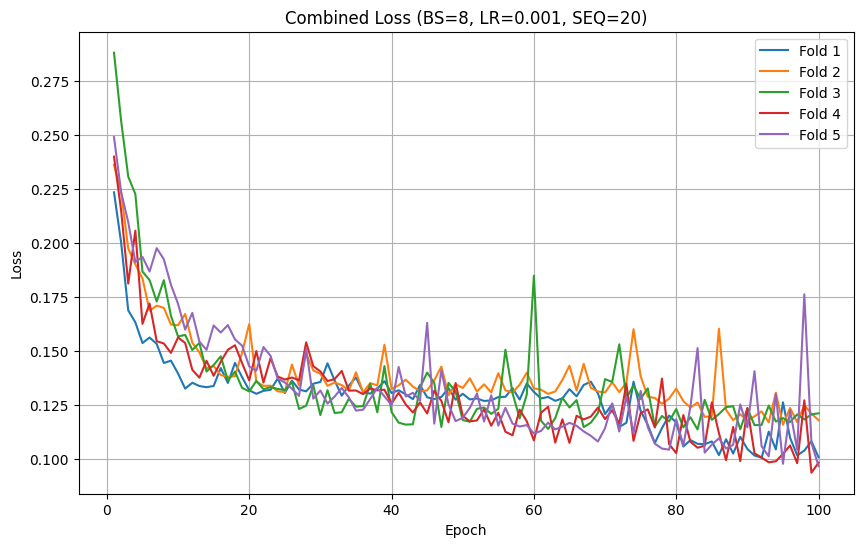 Combined Loss (BS=8, LR=0.001, SEQ=20)
Fold 1
Fold 2
Fold 3
Fold 4
Fold 5
0.275
0.250
0.225
0.200
0.175
0.150
0.125
0.100
Loss
0 20 40 60 80 100
Epoch